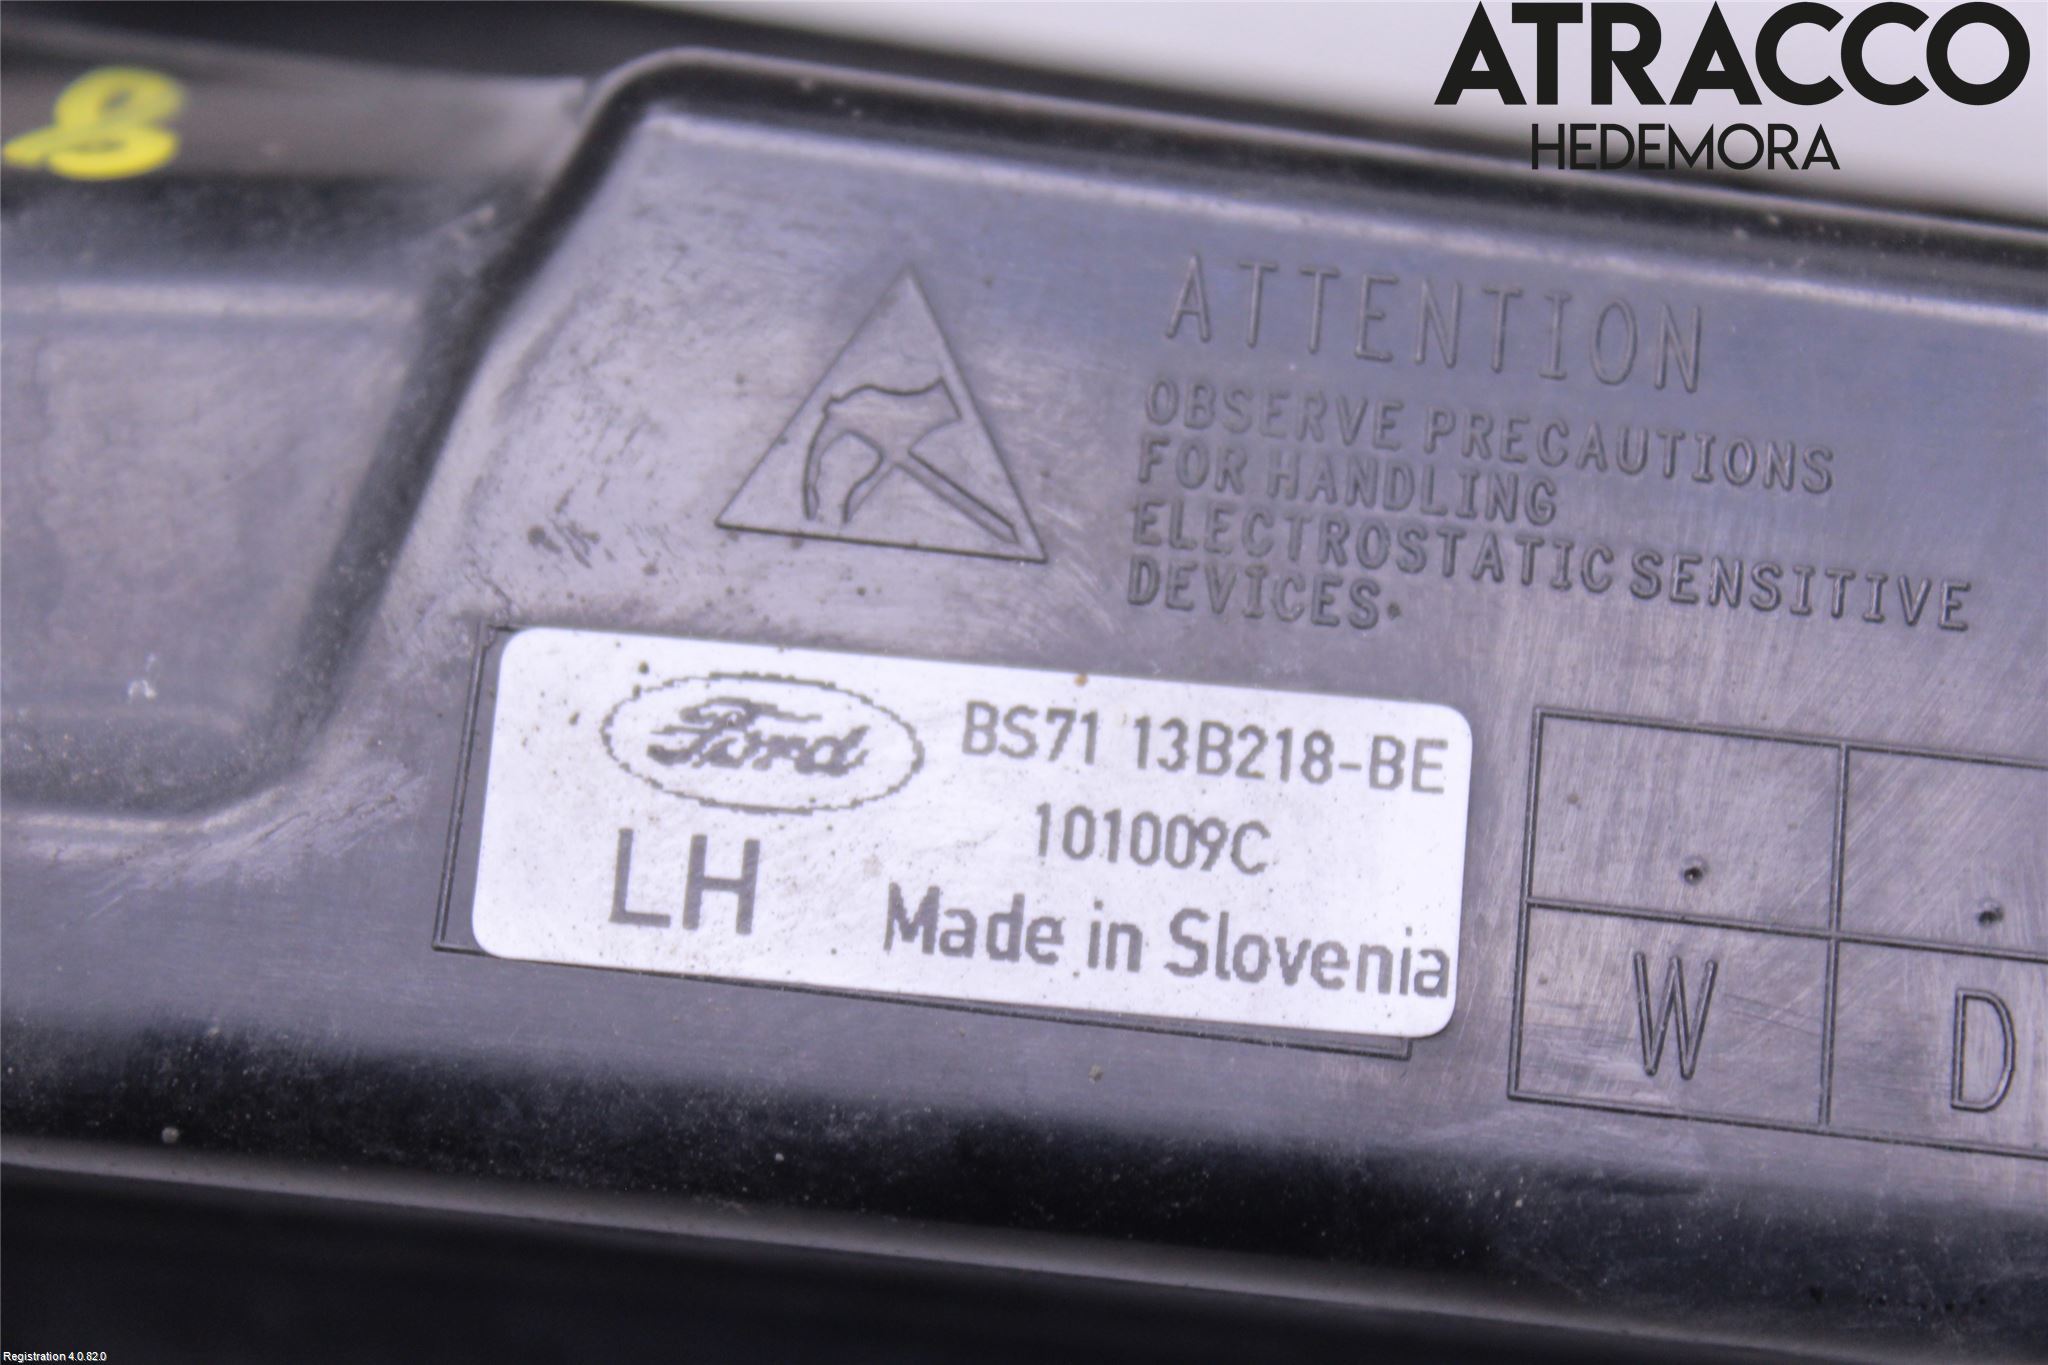 ATRACCO
HEDEMORA
8
ATTENTION
OBSERVE PRECAUTIONS
FOR HANDLING
ELECTROSTATIC SENSITIVE
DEVICES.
Ford
BS71 13B218-BE
101009C
LH
Made in Slovenia
W
D
Registration 4.0.82.0